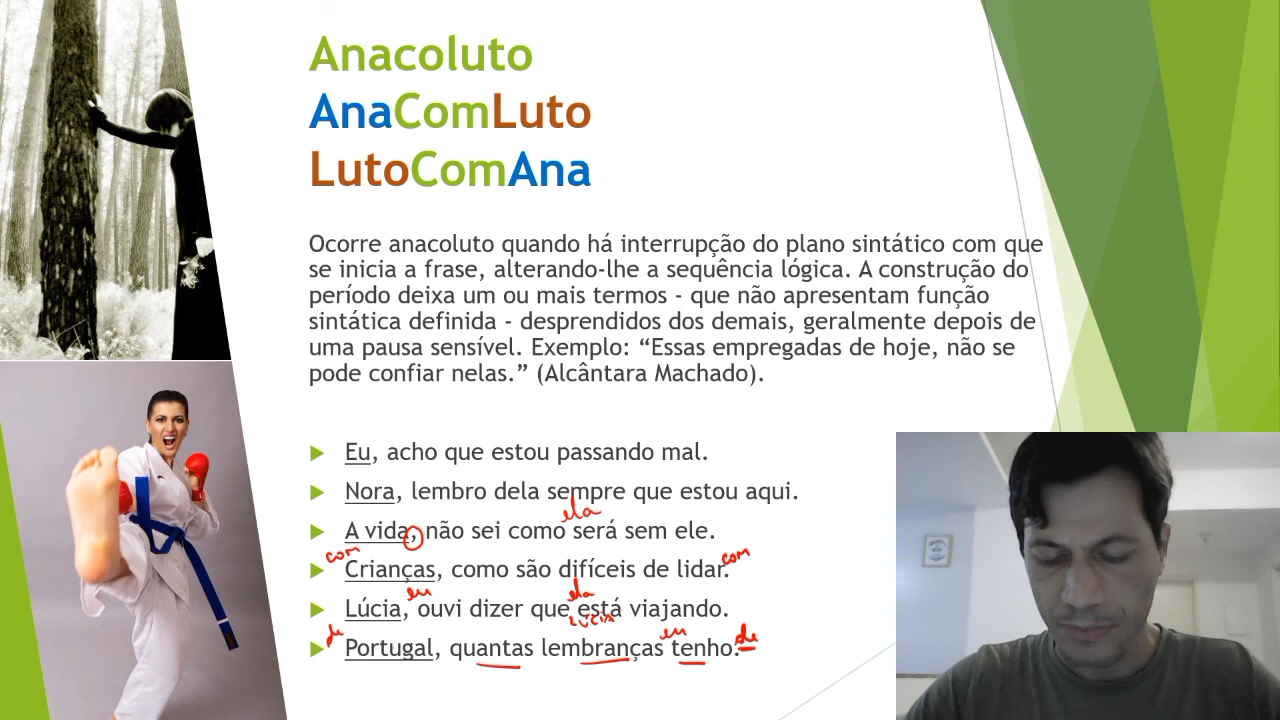 Anacoluto
AnaComLuto
LutoComAna
Ocorre anacoluto quando há interrupção do plano sintático com que
se inicia a frase, alterando-lhe a sequência lógica. A construção do
período deixa um ou mais termos - que não apresentam função
sintática definida - desprendidos dos demais, geralmente depois de
uma pausa sensível. Exemplo: “Essas empregadas de hoje, não se
pode confiar nelas.” (Alcântara Machado).
Eu, acho que estou passando mal.
Nora, lembro dela sempre que estou aqui.
ela
A vida, não sei como será sem ele.
com com
Crianças, como são difíceis de lidar.
eu ela
Lúcia, ouvi dizer que está viajando.
Lúcia
de eu de
Portugal, quantas lembranças tenho.